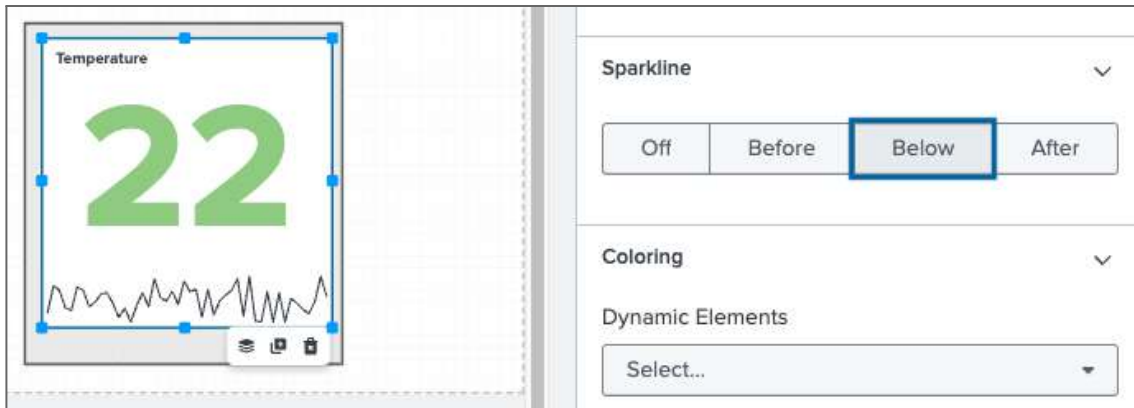 Temperature
22
Sparkline
Off Before Below After
Coloring
Dynamic Elements
Select...